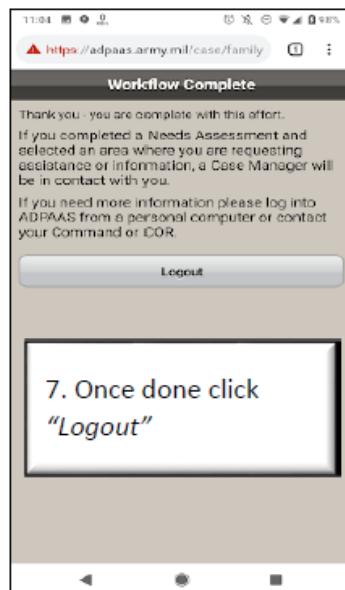 11:04
98%
https://adpaas.army.mil/case/family
1
Workflow Complete
Thank you - you are complete with this effort.
If you completed a Needs Assessment and
selected an area where you are requesting
assistance or information, a Case Manager will
be in contact with you.
If you need more information please log into
ADPAAS from a personal computer or contact
your Command or COR.
Logout
7. Once done click
“Logout”